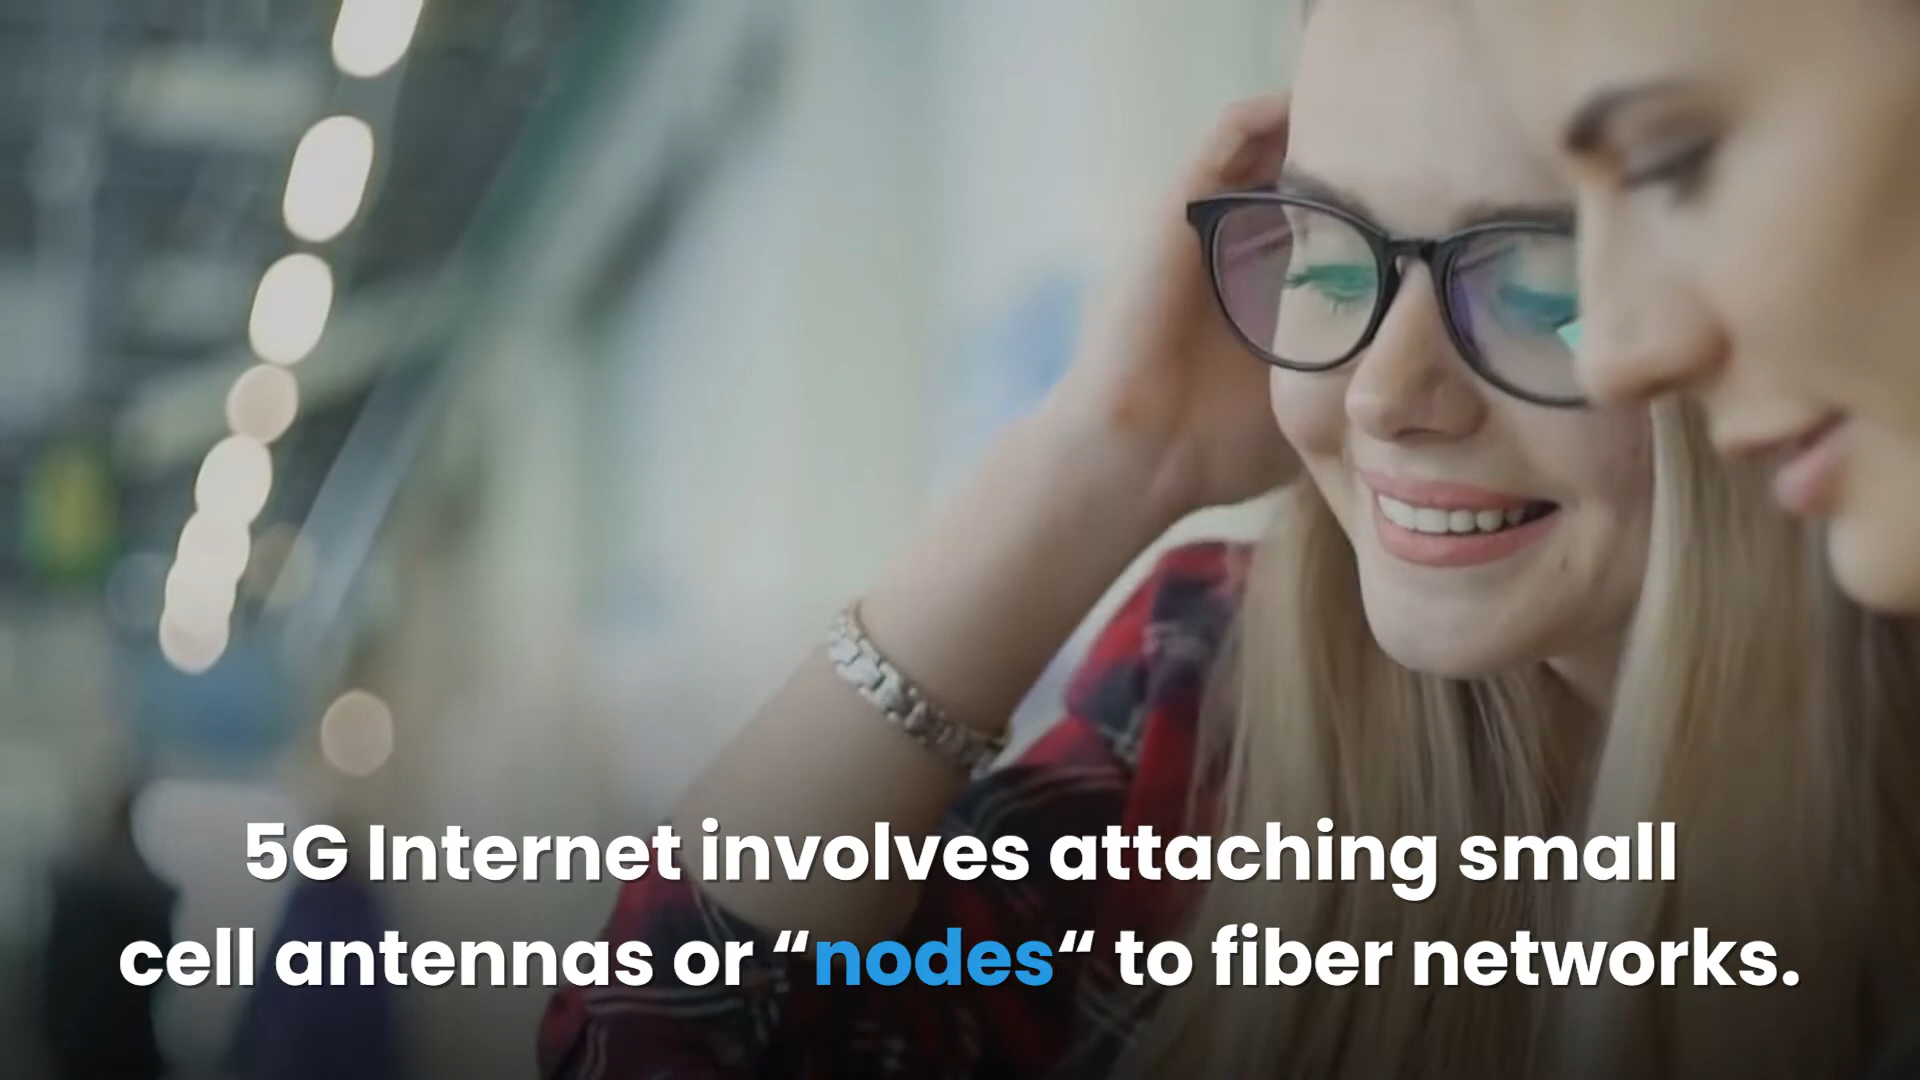 5G Internet involves attaching small
cell antennas or “nodes“ to fiber networks.